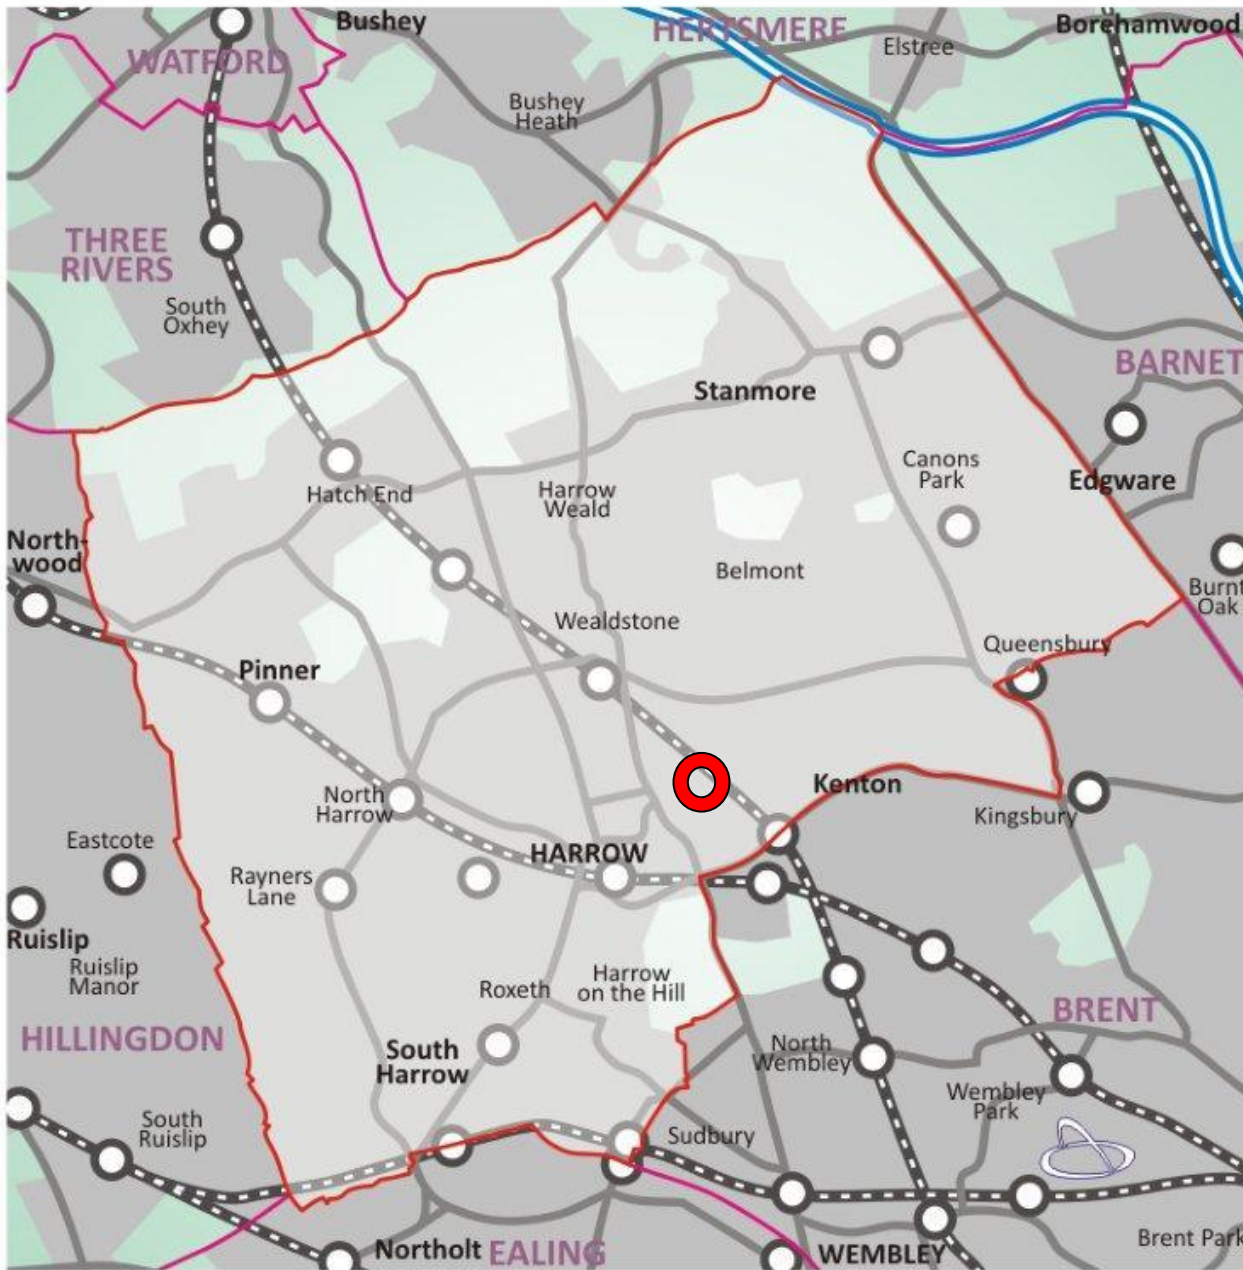 Bushey
HERTSMERE
Borehamwood
Elstree
WATFORD
Bushey
Heath
THREE
RIVERS
South
Oxhey
BARNET
Stanmore
Edgware
Canons
Park
Hatch End
Harrow
Weald
North-
wood
Belmont
Burnt
Oak
Wealdstone
Queensbury
Pinner
Kenton
North
Harrow
Kingsbury
Eastcote
HARROW
Rayners
Lane
Ruislip
Ruislip
Manor
Roxeth
Harrow
on the Hill
BRENT
HILLINGDON
South
Harrow
North
Wembley
Wembley
Park
South
Ruislip
Sudbury
Northolt
EALING
WEMBLEY
Brent Park